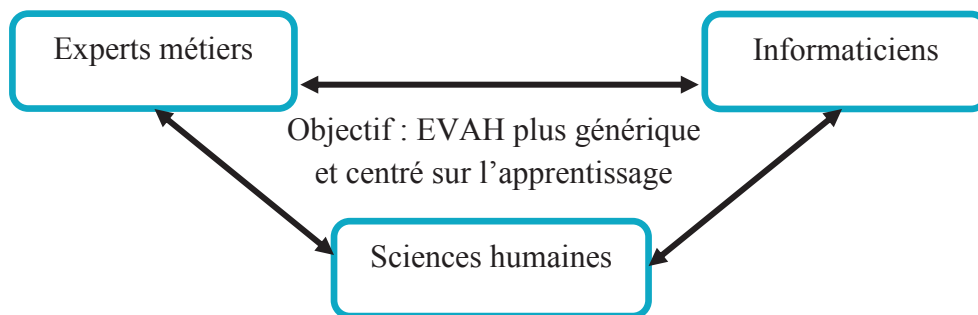 Experts métiers
Informaticiens
Objectif : EVAH plus générique
et centré sur l’apprentissage
Sciences humaines